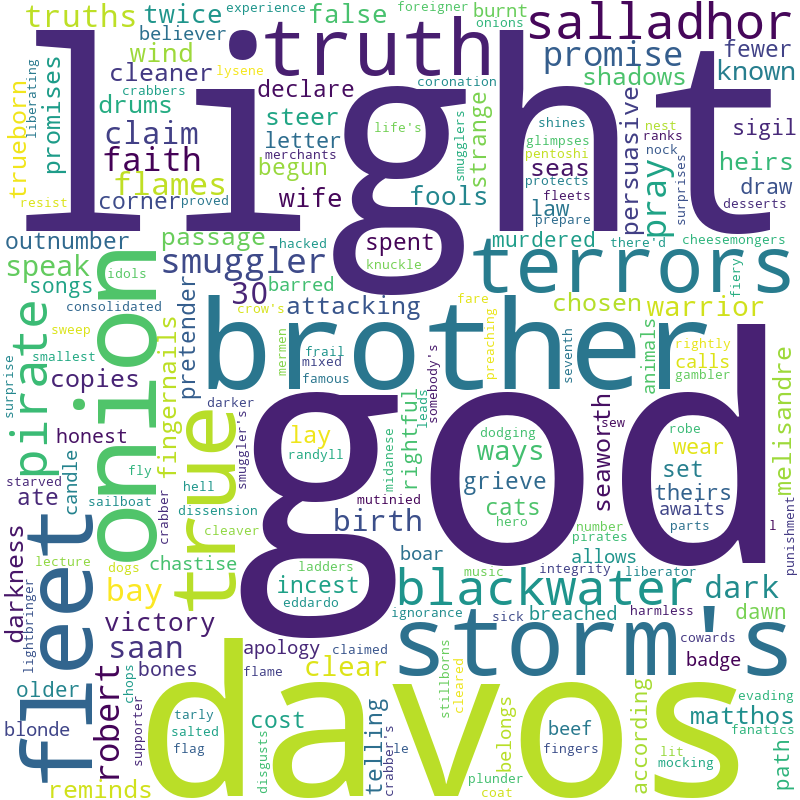 experience
foreigner
burnt
onions
truths
twice
false
salladhor
believer
light
truth
wind
promise
fewer
known
cleaner
lysene
coronation
shadows
liberating
crabbers
declare
trueborn
promises
drums
steer
life's
strange
smugglers
shines
persuasive
nest
sigil
claim
letter
glimpses
ranks
faith
merchants
begun
pentoshi
seas
pray
nock
heirs
flames
fools
protects
surprises
draw
resist
corner
proved
wife
fleets
law
desserts
prepare
outnumber
passage
hacked
spent
murdered
there'd
cheesemongers
speak
onion
smuggler
knuckle
terrors
fiery
idols
songs
barred
30
consolidated
crow's
attacking
fare
chosen
warrior
pirate
sweep
fingernails
pretender
mermen
frail
brother
preaching
seventh
animals
rightly
calls
smallest
mixed
somebody's
gambler
surprise
copies
famous
god
darker
leads
true
smuggler's
honest
lay
midanese
rightful
dodging
sew
robe
melisandre
randyll
ways
seaworth
wear
starved
candle
fly
hell
grieve
set
ate
sailboat
mutinied
cats
theirs
crabber
dissension
birth
hero
awaits
fleet
cleaver
number
parts
l
punishment
darkness
lecture
dogs
boar
pirates
chastise
ladders
allows
bay
incest
music
integrity
liberator
lightbringer
eddardo
blackwater
dark
victory
ignorance
sick
breached
harmless
dawn
saan
apology
claimed
storm's
cowards
robert
bones
flame
clear
badge
older
chops
davos
stillborns
cleared
according
evading
blonde
supporter
tarly
cost
telling
belongs
beef
matthos
fanatics
salted
crabber's
fingers
lit
path
flag
le
mocking
disgusts
plunder
reminds
coat